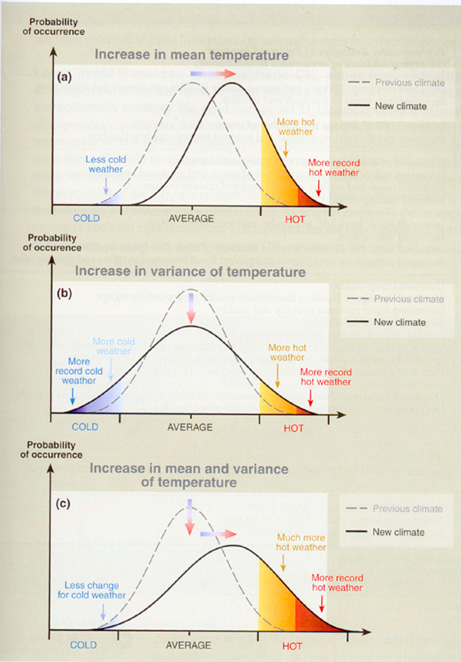 Probability
of occurrence
Increase in mean temperature
(a)
Previous climate
New climate
More hot
weather
Less cold
weather
More record
hot weather
COLD
AVERAGE
HOT
Probability
of occurence
Increase in variance of temperature
(b)
Previous climate
New climate
More cold
weather
More
record cold
weather
More hot
weather
More record
hot weather
COLD
AVERAGE
HOT
Probability
of occurrence
Increase in mean and variance
of temperature
(c)
Previous climate
New climate
Much more
hot weather
Less change
for cold weather
More record
hot weather
COLD
AVERAGE
HOT